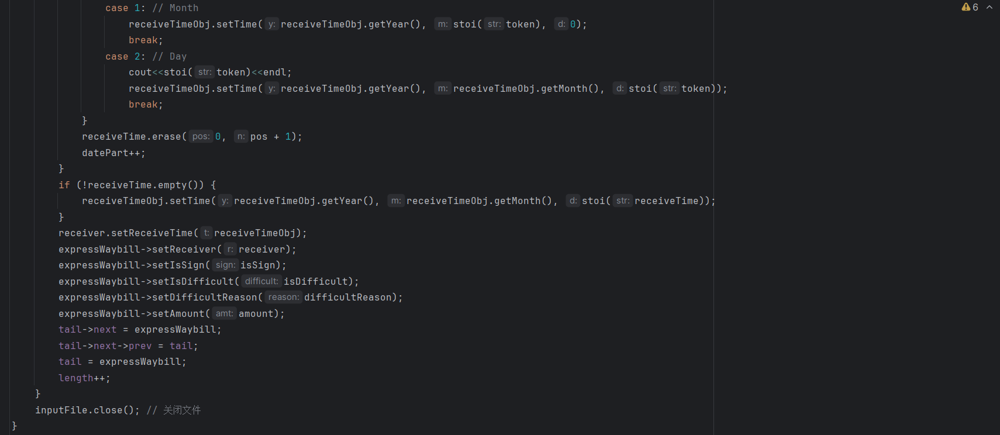 case 1: // Month
6
receiveTimeObj.setTime( y: receiveTimeObj.getYear(), m: stoi( str: token), d: 0);
break;
case 2: // Day
cout<<stoi( str: token)<<endl;
receiveTimeObj.setTime( y: receiveTimeObj.getYear(), m: receiveTimeObj.getMonth(), d: stoi( str: token));
break;
}
receiveTime.erase( pos: 0, n: pos + 1);
datePart++;
}
if (!receiveTime.empty()) {
receiveTimeObj.setTime( y: receiveTimeObj.getYear(), m: receiveTimeObj.getMonth(), d: stoi( str: receiveTime));
}
receiver.setReceiveTime( t: receiveTimeObj);
expressWaybill->setReceiver( r: receiver);
expressWaybill->setIsSign( sign: isSign);
expressWaybill->setIsDifficult( difficult: isDifficult);
expressWaybill->setDifficultReason( reason: difficultReason);
expressWaybill->setAmount( amt: amount);
tail->next = expressWaybill;
tail->next->prev = tail;
tail = expressWaybill;
length++;
}
inputFile.close(); // 关闭文件
}